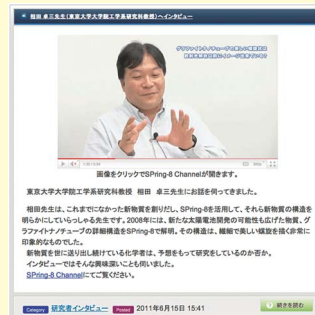 相田 卓三先生（東京大学大学院工学系研究科教授）へインタビュー
画像をクリックでSPring-8 Channelが開きます。
東京大学大学院工学系研究科教授 相田 卓三先生にお話を伺ってきました。
相田先生は、これまでになかった新物質を創りだし、SPring-8を活用して、それら新物質の構造を
明らかにしていらっしゃる先生です。2008年には、新たな太陽電池開発の可能性も広げた物質、グ
ラファイトナノチューブの詳細構造をSPring-8で解明。その構造は、繊細で美しい螺旋を描く非常に
印象的なものでした。
新物質を世に送り出し続けている化学者は、予想をもって研究をしているのか否か。
インタビューではそんな興味深いことも伺いました。
SPring-8 Channelにてご覧ください。
Category 研究者インタビュー Posted 2011年6月15日 15:41
続きを読む